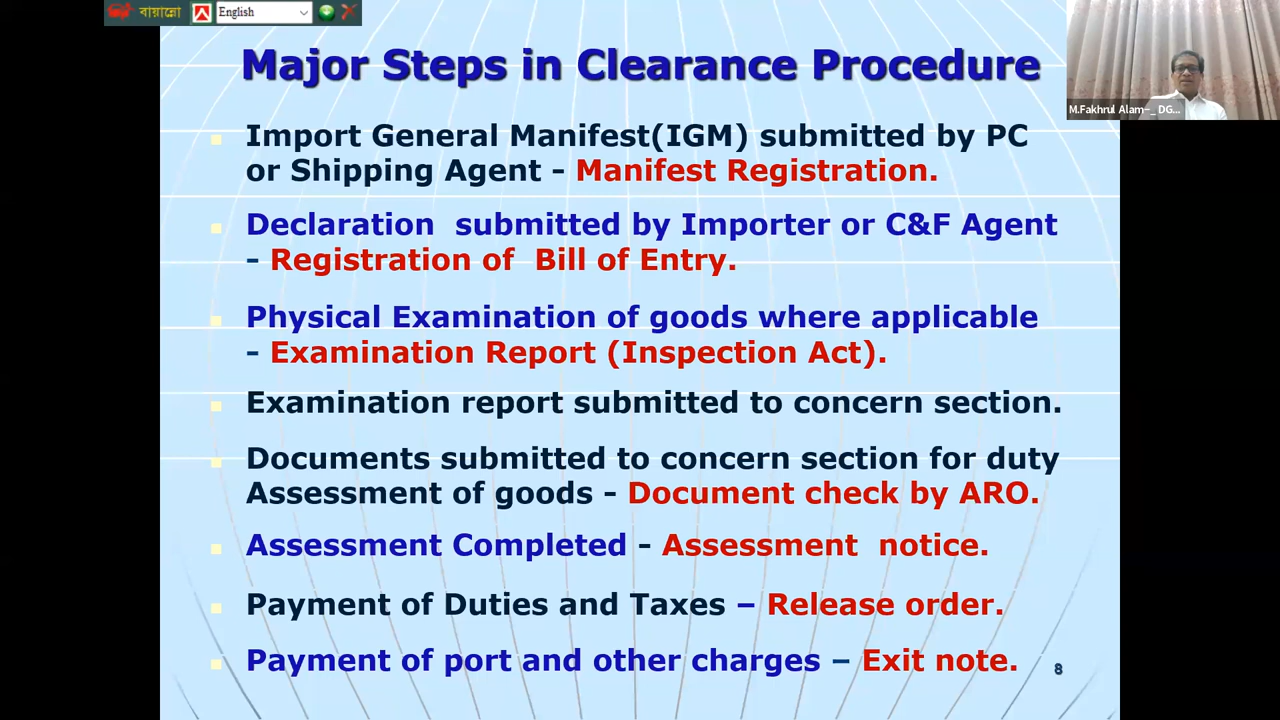 বায়ান্নো
English
Major Steps in Clearance Procedure
Import General Manifest(IGM) submitted by PC
or Shipping Agent - Manifest Registration.
Declaration submitted by Importer or C&F Agent
- Registration of Bill of Entry.
Physical Examination of goods where applicable
- Examination Report (Inspection Act).
Examination report submitted to concern section.
Documents submitted to concern section for duty
Assessment of goods - Document check by ARO.
Assessment Completed - Assessment notice.
Payment of Duties and Taxes – Release order.
Payment of port and other charges – Exit note.
8
M.Fakhrul Alam–_ DG...